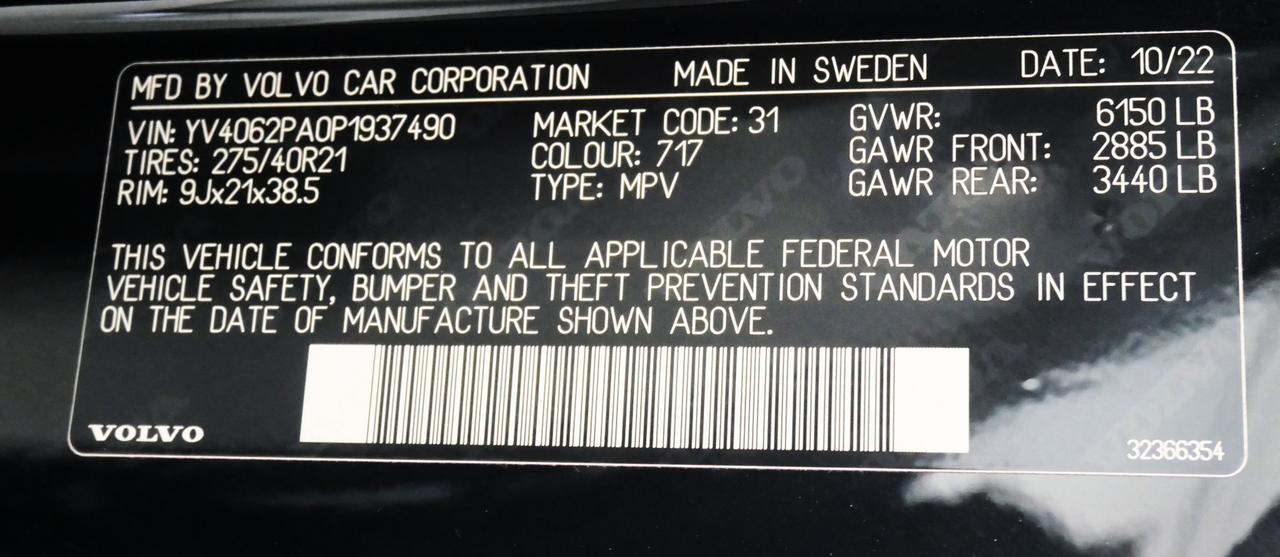 MFD BY VOLVO CAR CORPORATION MADE IN SWEDEN DATE: 10/22
VIN: YV4062PA0P1937490 MARKET CODE: 31 GVWR: 6150 LB
TIRES: 275/40R21 COLOUR: 717 GAWR FRONT: 2885 LB
RIM: 9Jx21x38.5 TYPE: MPV GAWR REAR: 3440 LB
THIS VEHICLE CONFORMS TO ALL APPLICABLE FEDERAL MOTOR
VEHICLE SAFETY, BUMPER AND THEFT PREVENTION STANDARDS IN EFFECT
ON THE DATE OF MANUFACTURE SHOWN ABOVE.
VOLVO
32366354